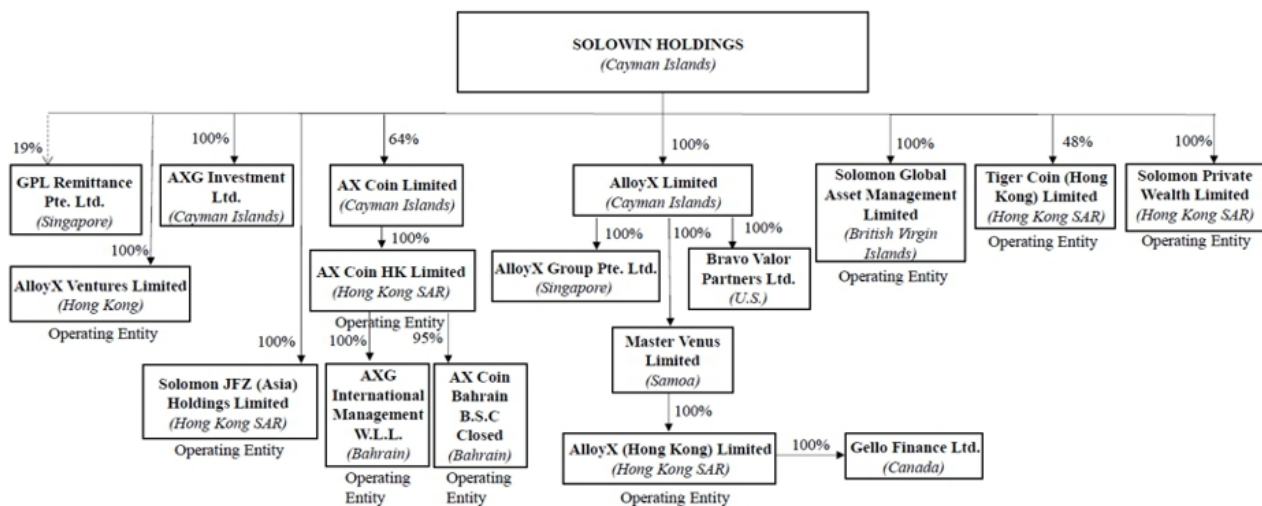 SOLOWIN HOLDINGS
(Cayman Islands)
19%
100%
64%
100%
100%
48%
100%
GPL Remittance
Pte. Ltd.
(Singapore)
AXG Investment
Ltd.
(Cayman Islands)
AX Coin Limited
(Cayman Islands)
AlloyX Limited
(Cayman Islands)
Solomon Global
Asset Management
Limited
(British Virgin
Islands)
Operating Entity
Tiger Coin (Hong
Kong) Limited
(Hong Kong SAR)
Operating Entity
Solomon Private
Wealth Limited
(Hong Kong SAR)
Operating Entity
100%
AlloyX Ventures Limited
(Hong Kong)
Operating Entity
100%
AX Coin HK Limited
(Hong Kong SAR)
Operating Entity
100%
100%
100%
AlloyX Group Pte. Ltd.
(Singapore)
Bravo Valor
Partners Ltd.
(U.S.)
100%
100%
95%
Solomon JFZ (Asia)
Holdings Limited
(Hong Kong SAR)
Operating Entity
AXG
International
Management
W.L.L.
(Bahrain)
Operating
Entity
AX Coin
Bahrain
B.S.C
Closed
(Bahrain)
Operating
Entity
Master Venus
Limited
(Samoa)
100%
AlloyX (Hong Kong) Limited
(Hong Kong SAR)
Operating Entity
100%
Gello Finance Ltd.
(Canada)